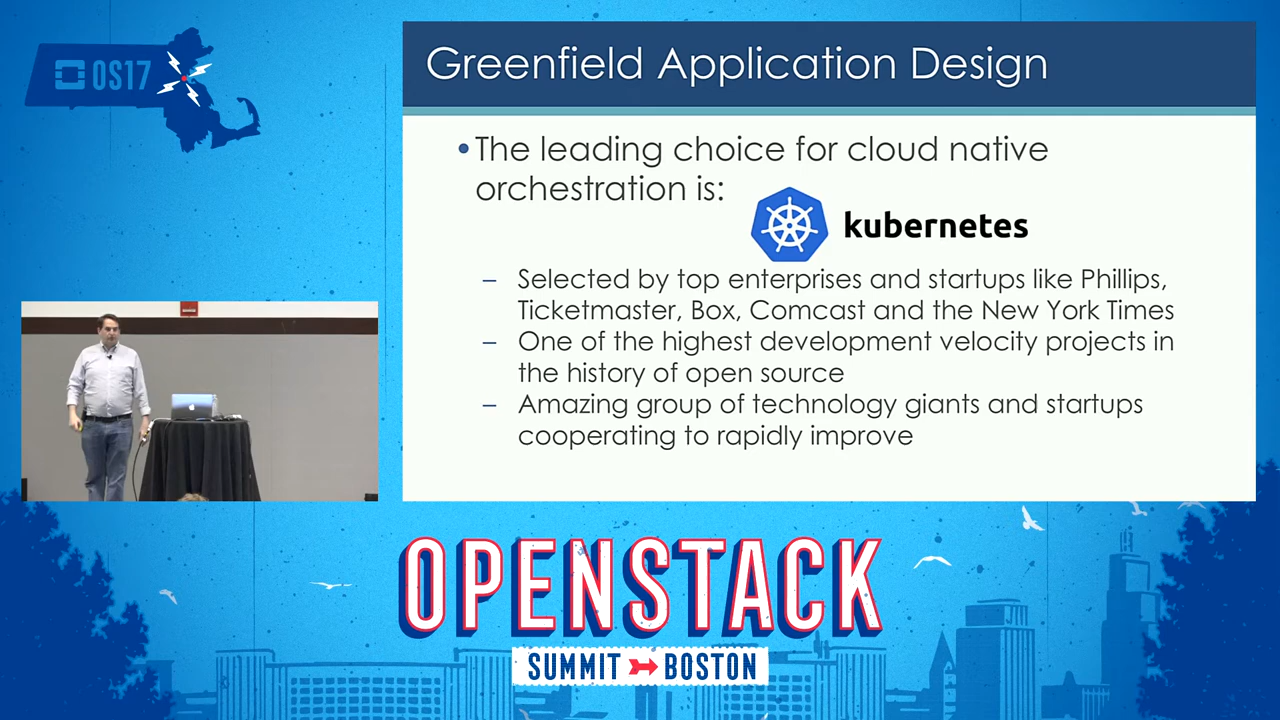 OS17
Greenfield Application Design
•The leading choice for cloud native
orchestration is:
kubernetes
– Selected by top enterprises and startups like Phillips,
Ticketmaster, Box, Comcast and the New York Times
– One of the highest development velocity projects in
the history of open source
– Amazing group of technology giants and startups
cooperating to rapidly improve
OPENSTACK
SUMMIT BOSTON